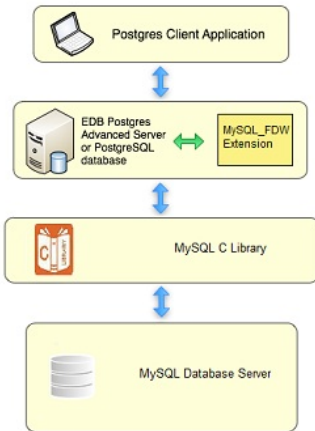 Postgres Client Application
EDB Postgres
Advanced Server
or PostgreSQL
database
MySQL_FDW
Extension
C
LIBRARY
MySQL C Library
MySQL Database Server